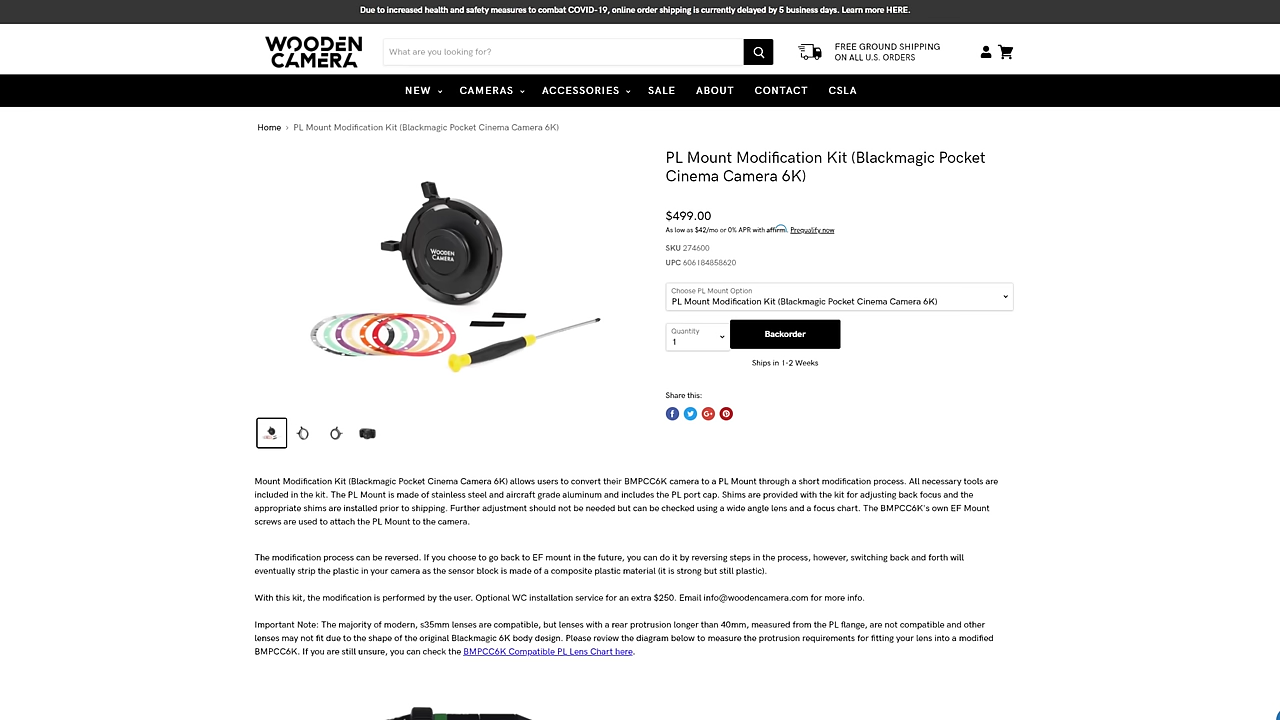 Due to increased health and safety measures to combat COVID-19, online order shipping is currently delayed by 5 business days. Learn more HERE.
WOODEN
CAMERA
What are you looking for?
FREE GROUND SHIPPING
ON ALL U.S. ORDERS
NEW CAMERAS ACCESSORIES SALE ABOUT CONTACT CSLA
Home › PL Mount Modification Kit (Blackmagic Pocket Cinema Camera 6K)
PL Mount Modification Kit (Blackmagic Pocket
Cinema Camera 6K)
$499.00
As low as $42/mo or 0% APR with affirm. Prequalify now
SKU 274600
UPC 606184858620
Choose PL Mount Option
PL Mount Modification Kit (Blackmagic Pocket Cinema Camera 6K)
Quantity
1
Backorder
Ships in 1-2 Weeks
Share this:
WOODEN
CAMERA
Mount Modification Kit (Blackmagic Pocket Cinema Camera 6K) allows users to convert their BMPCC6K camera to a PL Mount through a short modification process. All necessary tools are
included in the kit. The PL Mount is made of stainless steel and aircraft grade aluminum and includes the PL port cap. Shims are provided with the kit for adjusting back focus and the
appropriate shims are installed prior to shipping. Further adjustment should not be needed but can be checked using a wide angle lens and a focus chart. The BMPCC6K's own EF Mount
screws are used to attach the PL Mount to the camera.
The modification process can be reversed. If you choose to go back to EF mount in the future, you can do it by reversing steps in the process, however, switching back and forth will
eventually strip the plastic in your camera as the sensor block is made of a composite plastic material (it is strong but still plastic).
With this kit, the modification is performed by the user. Optional WC installation service for an extra $250. Email info@woodencamera.com for more info.
Important Note: The majority of modern, s35mm lenses are compatible, but lenses with a rear protrusion longer than 40mm, measured from the PL flange, are not compatible and other
lenses may not fit due to the shape of the original Blackmagic 6K body design. Please review the diagram below to measure the protrusion requirements for fitting your lens into a modified
BMPCC6K. If you are still unsure, you can check the BMPCC6K Compatible PL Lens Chart here.